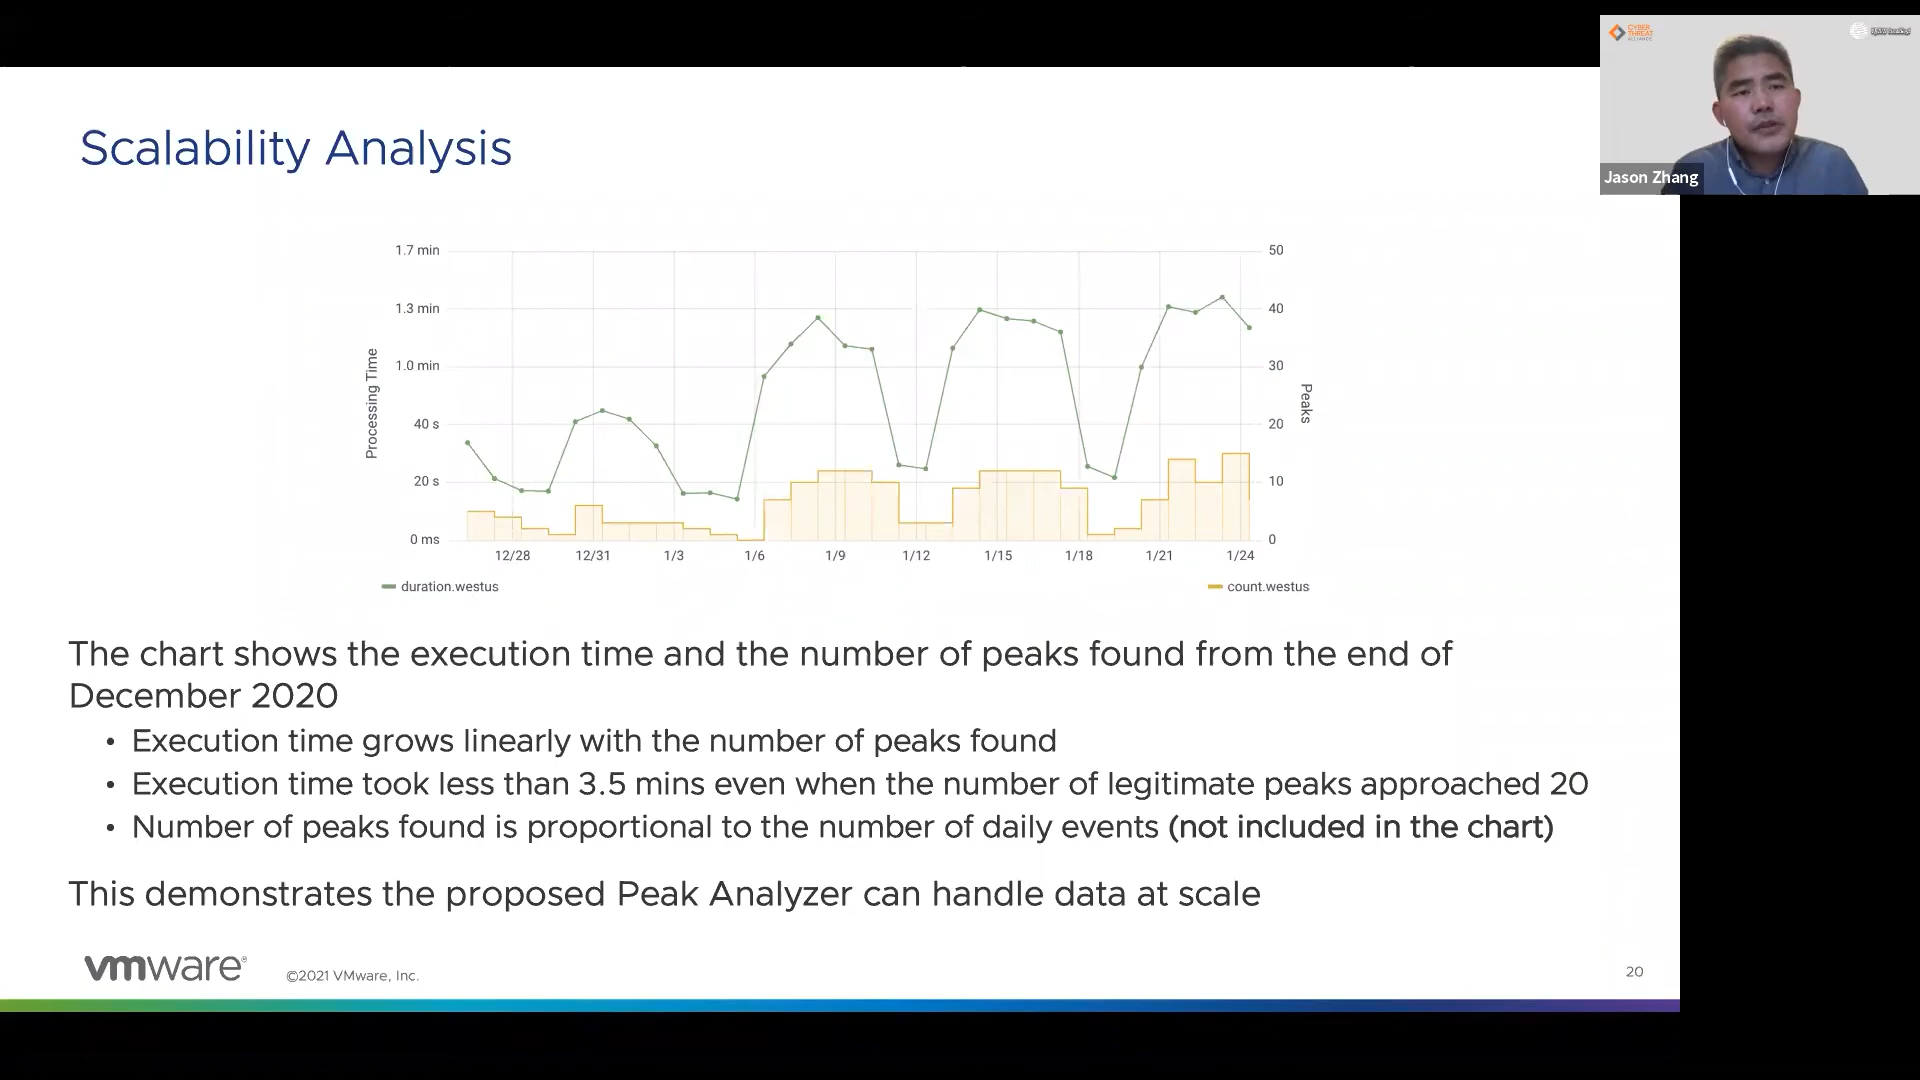 CYBER
THREAT
ALLIANCE
Jason Zhang
Scalability Analysis
1.7 min
1.3 min
1.0 min
40 s
20 s
0 ms
Processing Time
50
40
30
20
10
0
Peaks
12/28 12/31 1/3 1/6 1/9 1/12 1/15 1/18 1/21 1/24
duration.westus count.westus
The chart shows the execution time and the number of peaks found from the end of
December 2020
• Execution time grows linearly with the number of peaks found
• Execution time took less than 3.5 mins even when the number of legitimate peaks approached 20
• Number of peaks found is proportional to the number of daily events (not included in the chart)
This demonstrates the proposed Peak Analyzer can handle data at scale
vmware®
©2021 VMware, Inc.
20